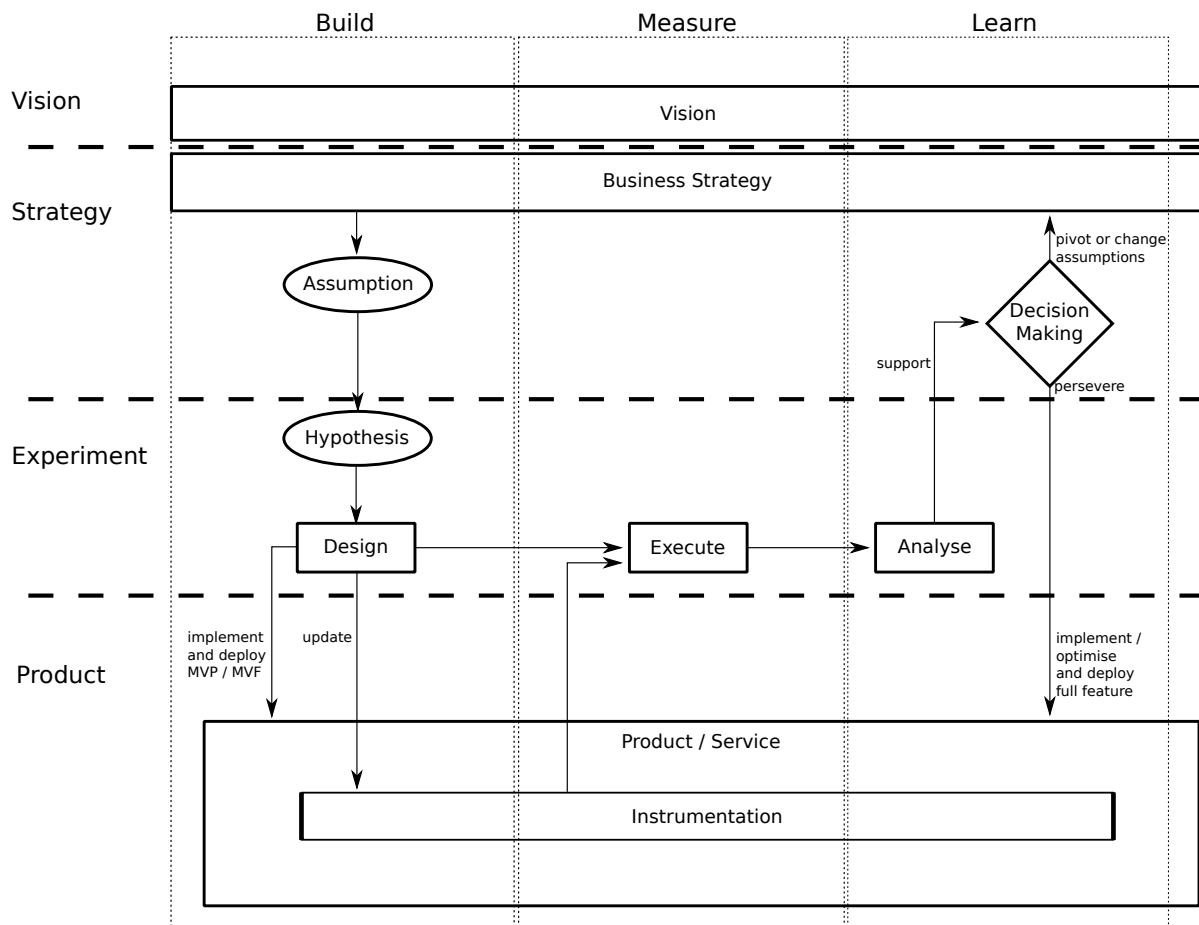 Build
Measure
Learn
Vision
Vision
Business Strategy
Strategy
pivot or change
assumptions
Assumption
Decision
Making
support
persevere
Hypothesis
Experiment
Design
Execute
Analyse
implement
and deploy
MVP / MVF
update
implement /
optimise
and deploy
full feature
Product
Product / Service
Instrumentation